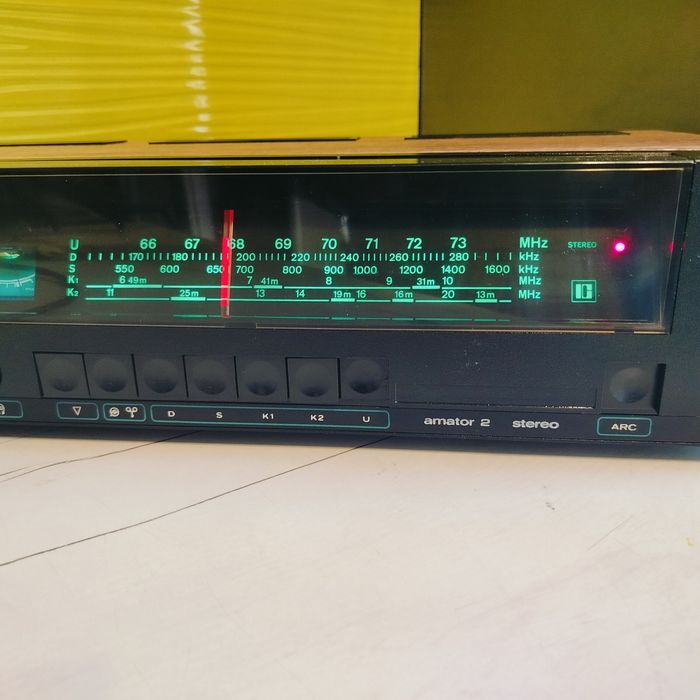 U 66 67 68 69 70 71 72 73 MHz STEREO
D 170 180 200 220 240 260 280 kHz
S 550 600 650 700 800 900 1000 1200 1400 1600 kHz
K1 6 49m 7 41m 8 9 31m 10 MHz
K2 11 25m 13 14 19m 16 16m 20 13m MHz
D S K1 K2 U
amator 2 stereo
ARC